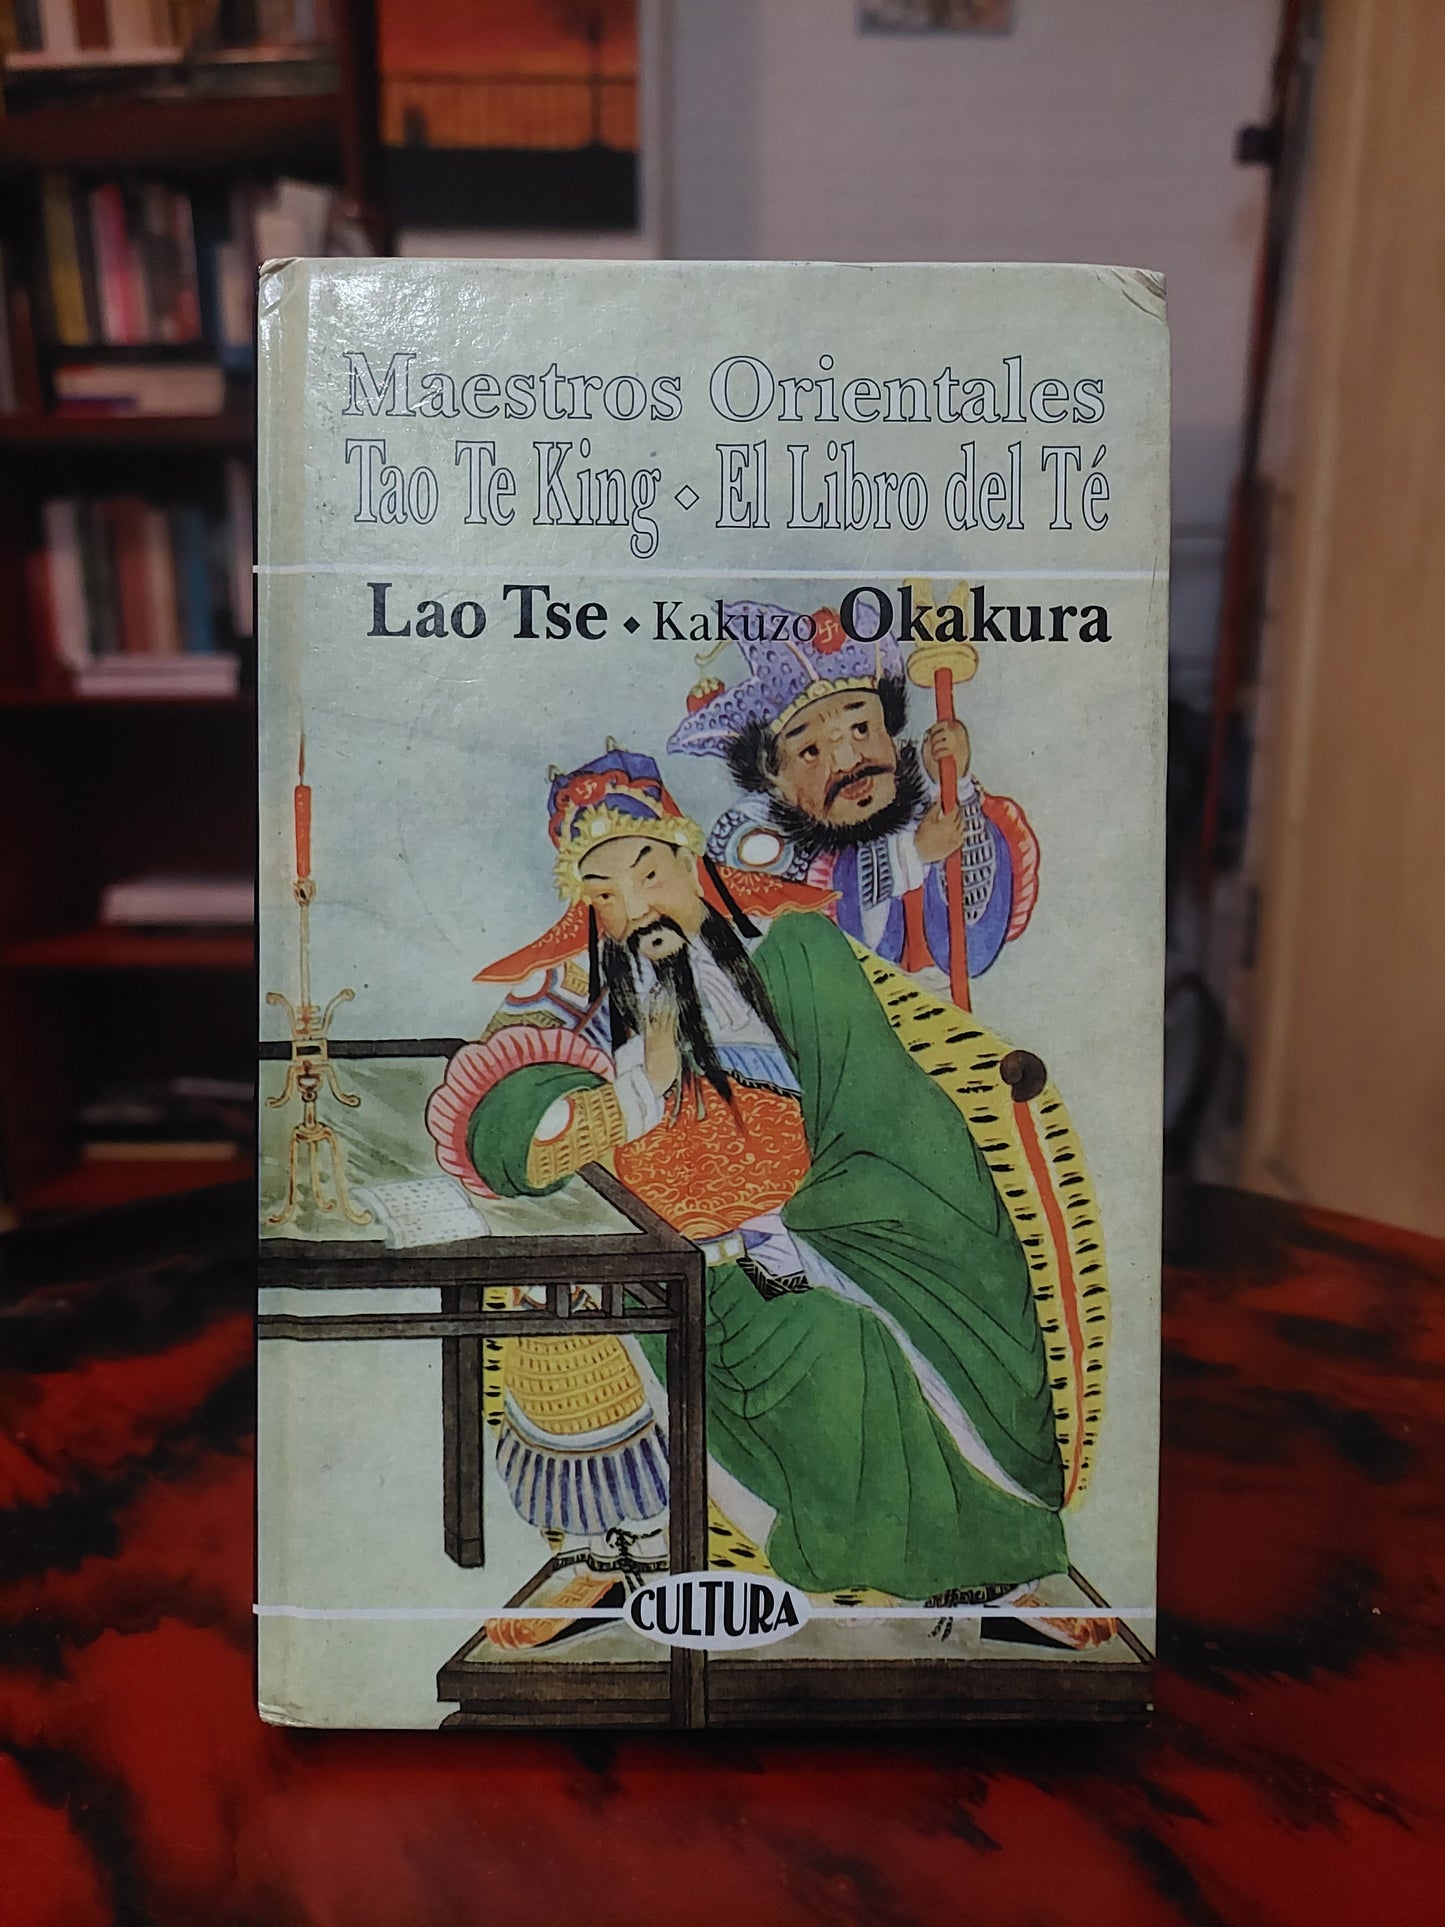 Maestros Orientales
Tao Te King ⋄ El Libro del Té
Lao Tse ⬩ Kakuzo Okakura
CULTURA